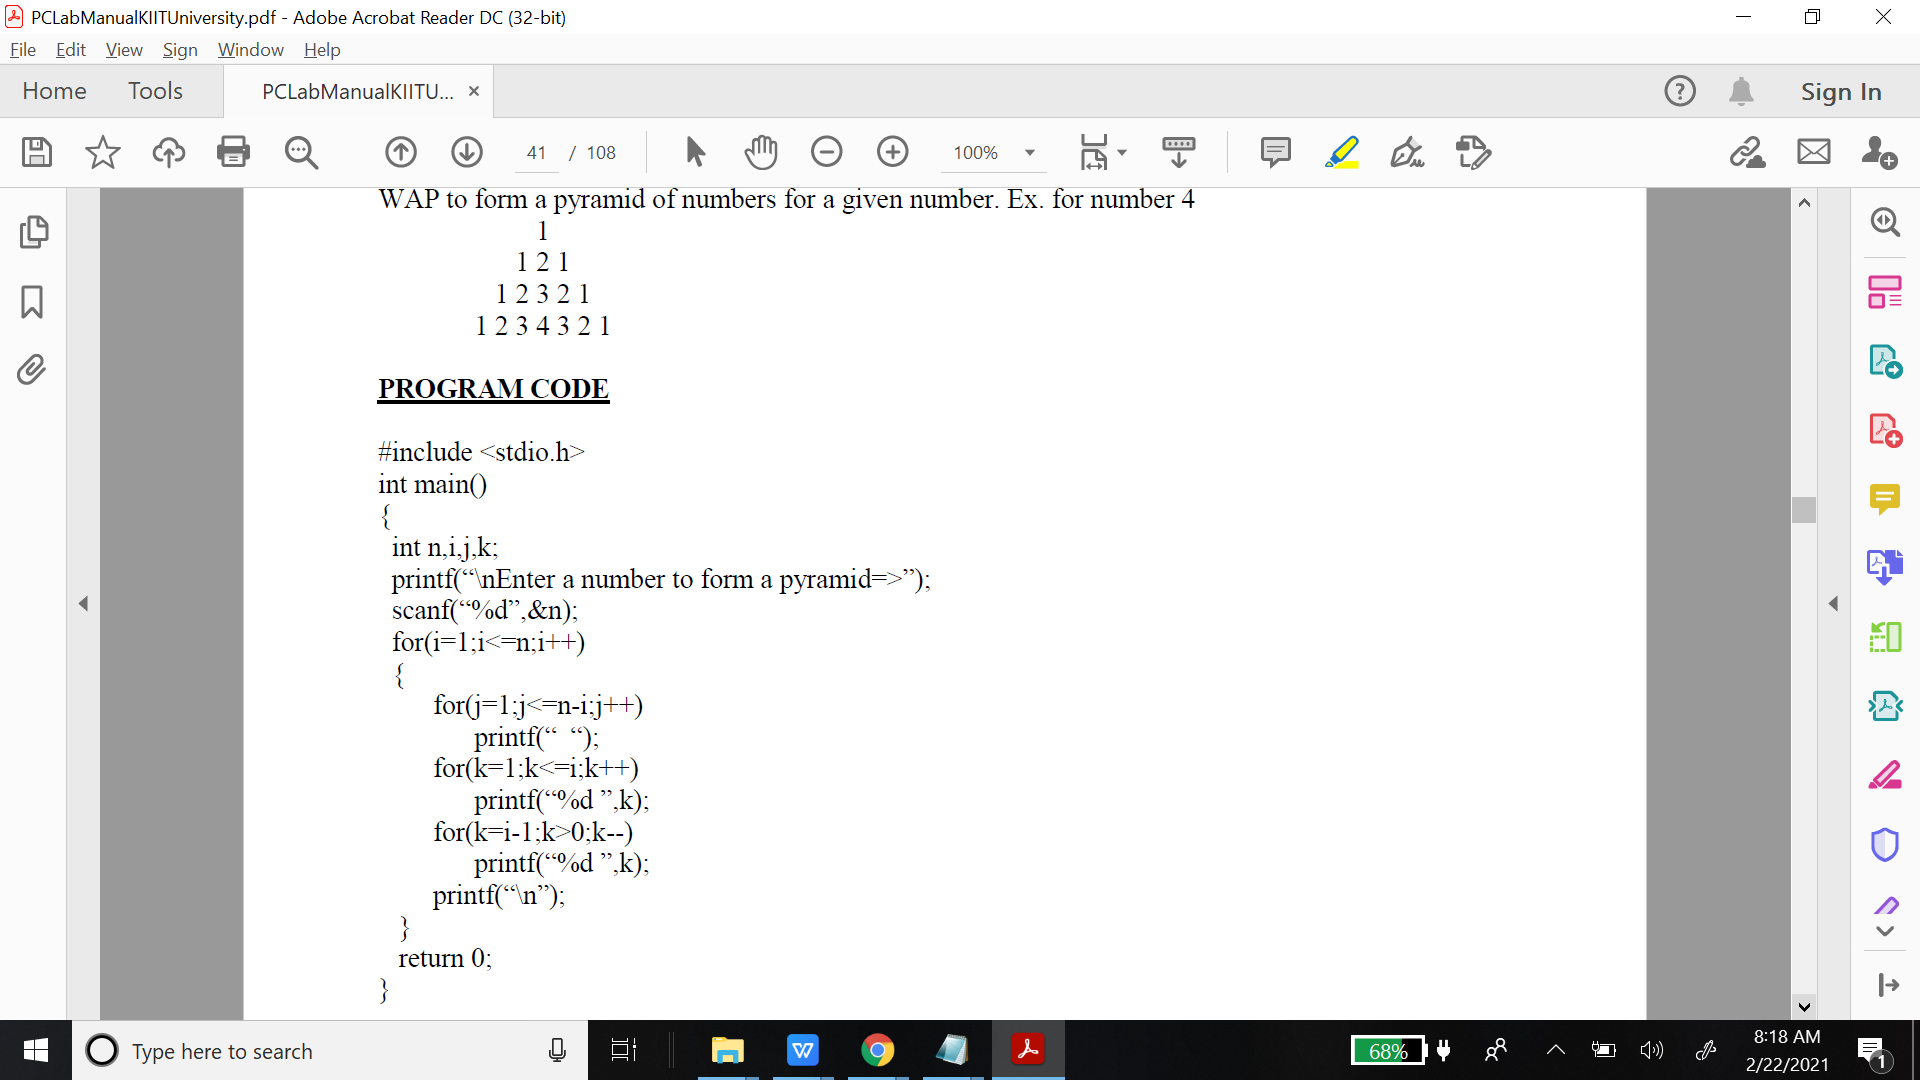 PCLabManualKIITUniversity.pdf - Adobe Acrobat Reader DC (32-bit)
File Edit View Sign Window Help
Home Tools PCLabManualKIITU... × Sign In
41 / 108 100%
WAP to form a pyramid of numbers for a given number. Ex. for number 4
1
1 2 1
1 2 3 2 1
1 2 3 4 3 2 1
PROGRAM CODE
#include <stdio.h>
int main()
{
int n,i,j,k;
printf(“\nEnter a number to form a pyramid=>”);
scanf(“%d”,&n);
for(i=1;i<=n;i++)
{
for(j=1;j<=n-i;j++)
printf(“  “);
for(k=1;k<=i;k++)
printf(“%d ”,k);
for(k=i-1;k>0;k--)
printf(“%d ”,k);
printf(“\n”);
}
return 0;
}
Type here to search
68%
8:18 AM
2/22/2021
1